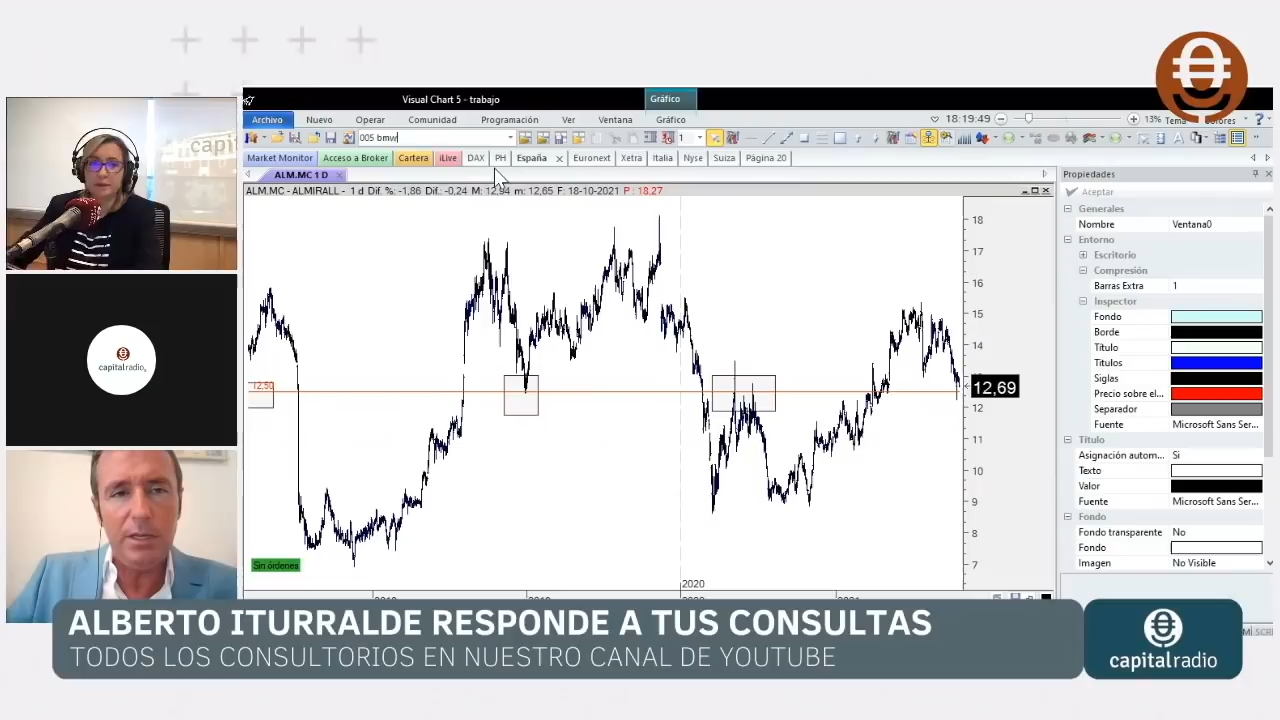 Visual Chart 5 - trabajo
Gráfico
Archivo Nuevo Operar Comunidad Programación Ver Ventana Gráfico
18:19:49
13% Tema
005 bmw
1
Market Monitor Acceso a Broker Cartera iLive DAX PH España Euronext Xetra Italia Nyse Suiza Página 20
ALM.MC 1 D
ALM.MC - ALMIRALL - 1 d Dif. %: -1,86 Dif.: -0,24 M: 12,94 m: 12,65 F: 18-10-2021 P: 18,27
18
17
16
15
14
12,50
12,69
12
11
10
9
8
7
Sin órdenes
2020
Propiedades
Aceptar
Generales
Nombre Ventana0
Entorno
Escritorio
Compresión
Barras Extra 1
Inspector
Fondo
Borde
Título
Titulos
Siglas
Precio sobre el...
Separador
Fuente Microsoft Sans Ser...
Título
Asignación autom... Si
Texto
Valor
Fuente Microsoft Sans Ser...
Fondo
Fondo transparente No
Fondo
Imagen No Visible
capitalradio
ALBERTO ITURRALDE RESPONDE A TUS CONSULTAS
TODOS LOS CONSULTORIOS EN NUESTRO CANAL DE YOUTUBE
capitalradio